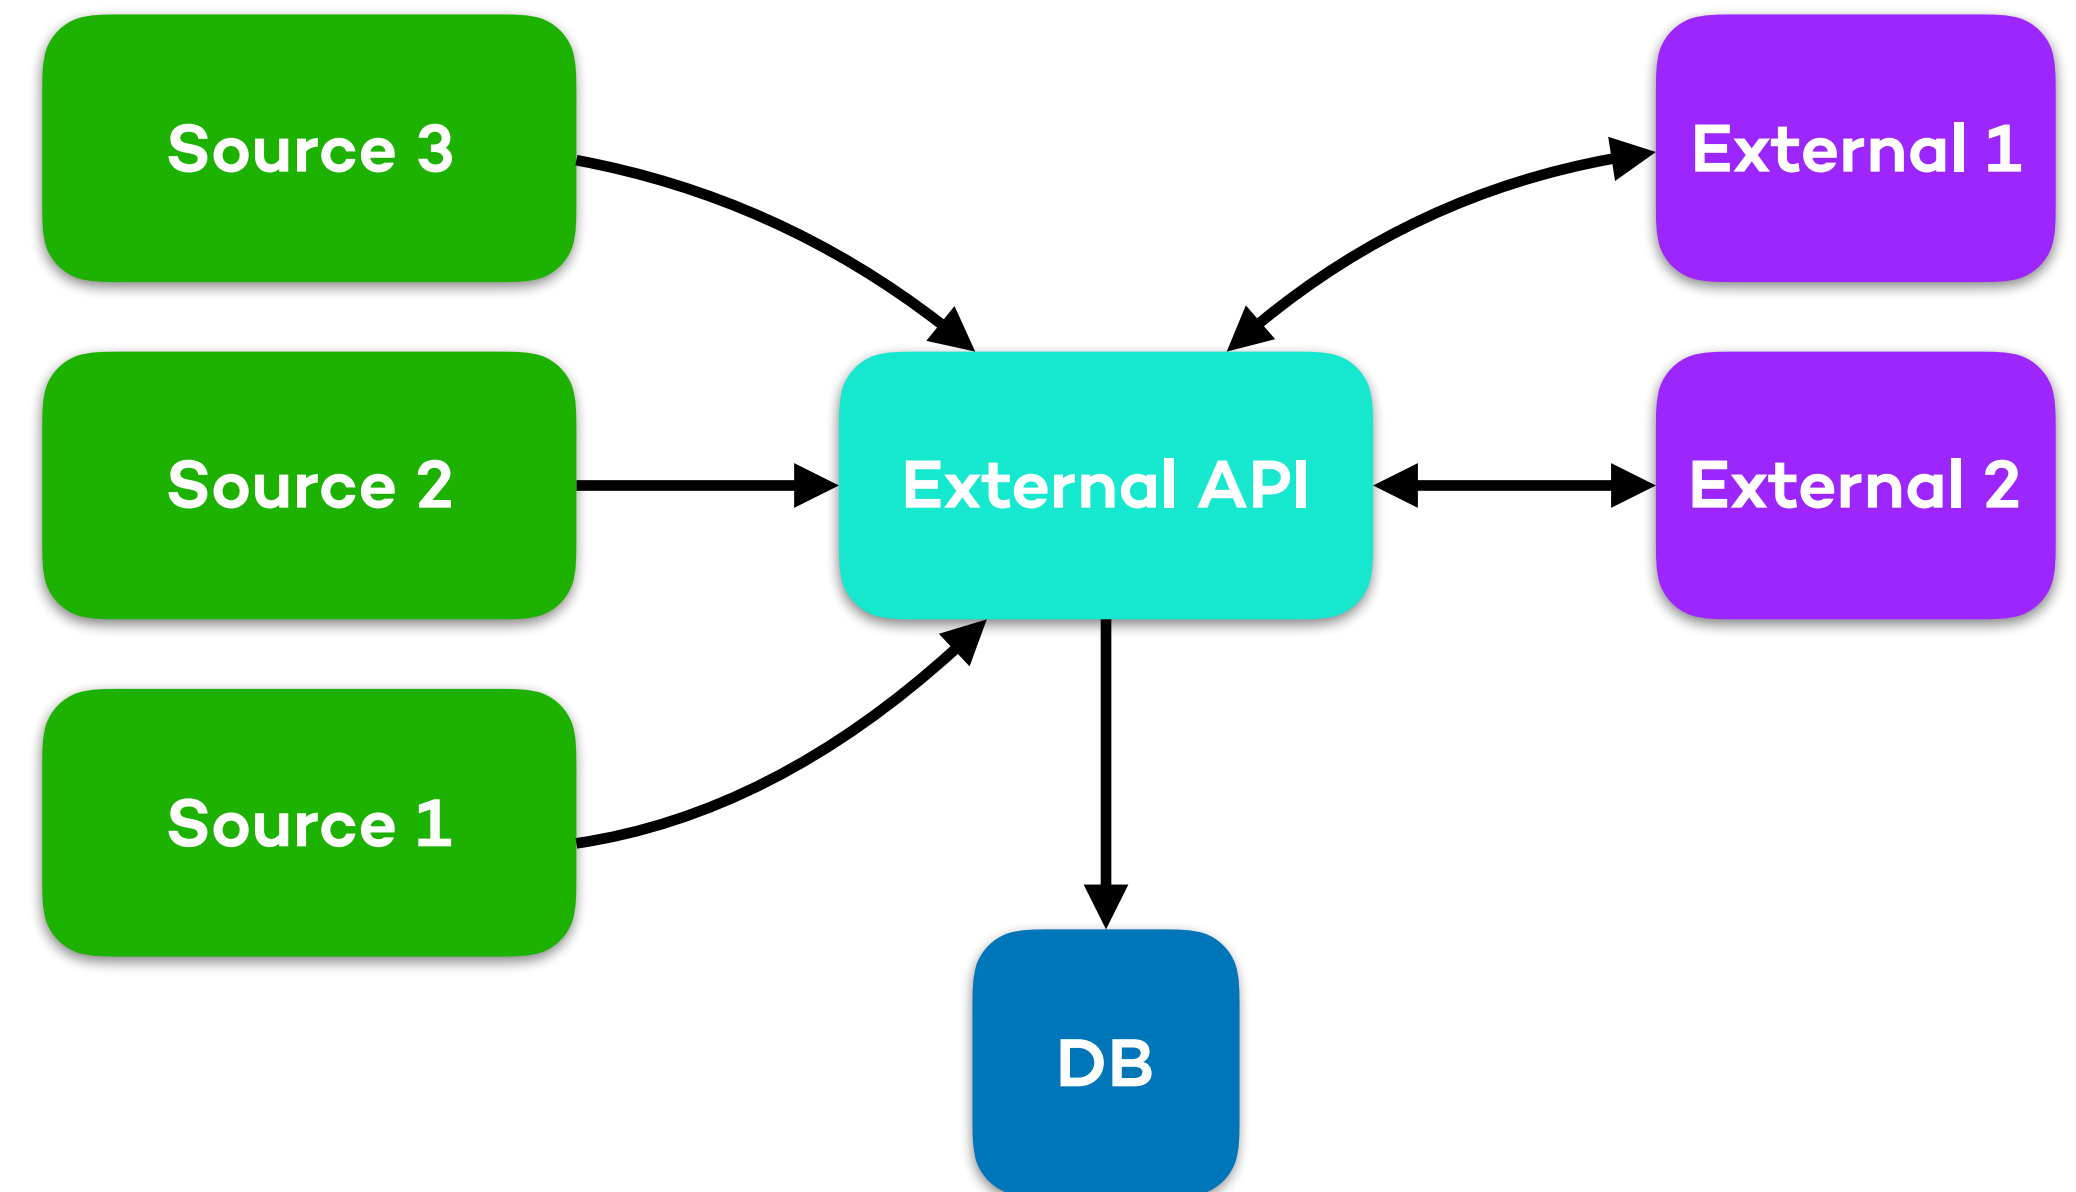 Source 3
External 1
Source 2
External API
External 2
Source 1
DB